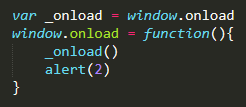 var _onload = window.onload
window.onload = function(){
    _onload()
    alert(2)
}